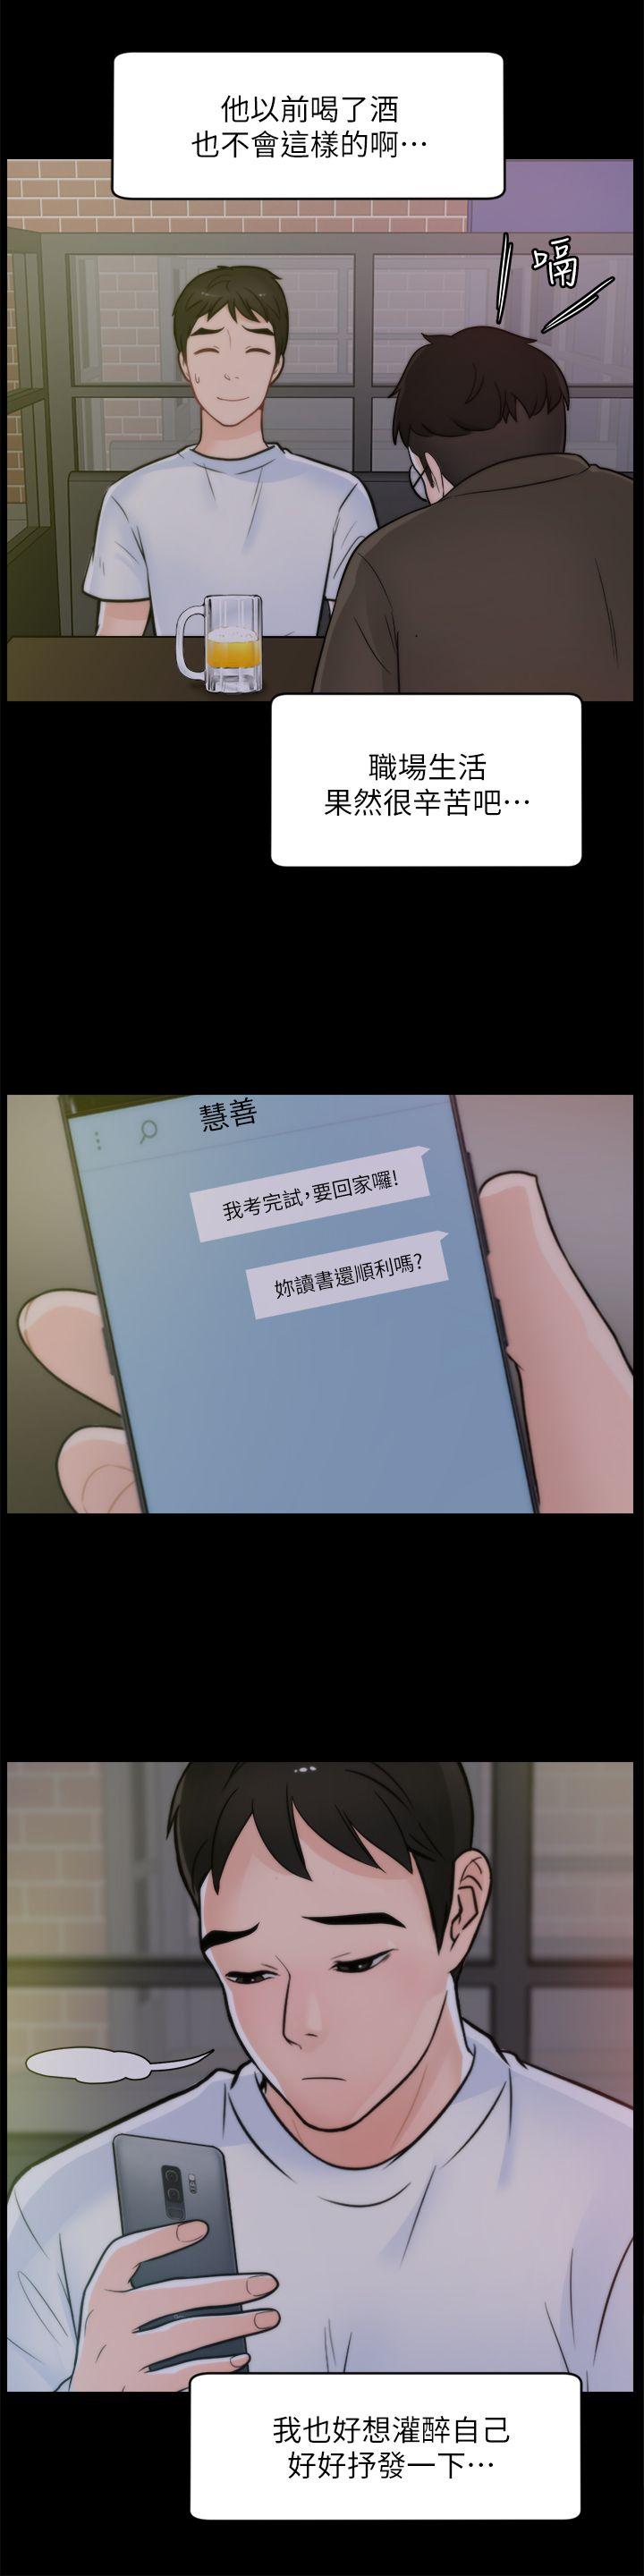 他以前喝了酒
也不會這樣的啊⋯
嗝
職場生活
果然很辛苦吧⋯
慧善
我考完試,要回家囉!
妳讀書還順利嗎?
我也好想灌醉自己
好好抒發一下⋯